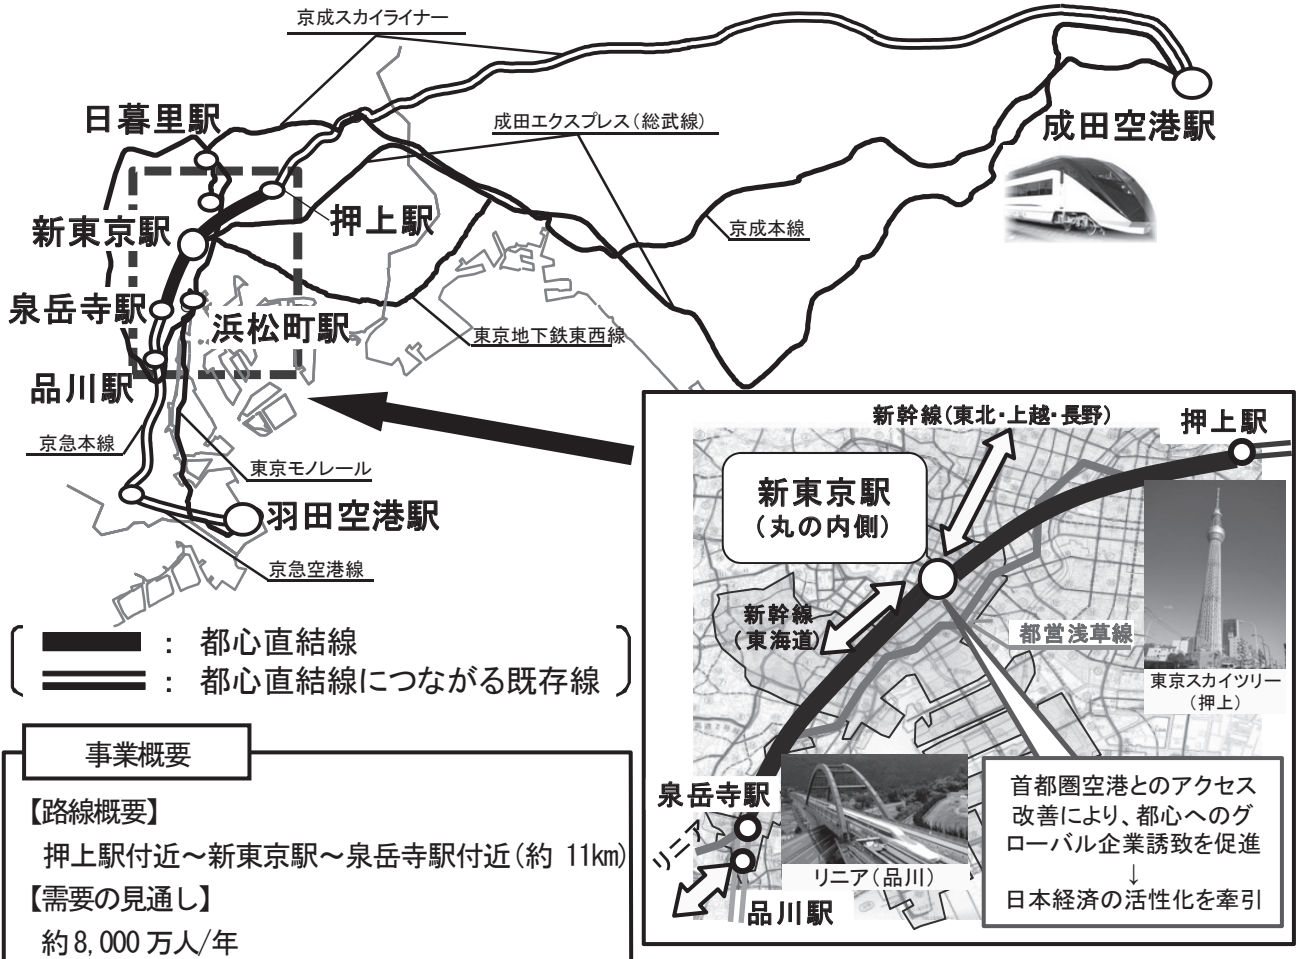 京成スカイライナー
日暮里駅
成田エクスプレス（総武線）
成田空港駅
新東京駅
押上駅
京成本線
泉岳寺駅
浜松町駅
東京地下鉄東西線
品川駅
京急本線
東京モノレール
羽田空港駅
京急空港線
： 都心直結線
： 都心直結線につながる既存線
事業概要
【路線概要】
押上駅付近～新東京駅～泉岳寺駅付近（約 11km）
【需要の見通し】
約8,000 万人/年
新幹線（東北・上越・長野）
押上駅
新東京駅
（丸の内側）
新幹線
（東海道）
都営浅草線
東京スカイツリー
（押上）
泉岳寺駅
リニア
リニア（品川）
品川駅
首都圏空港とのアクセス
改善により、都心へのグ
ローバル企業誘致を促進
↓
日本経済の活性化を牽引